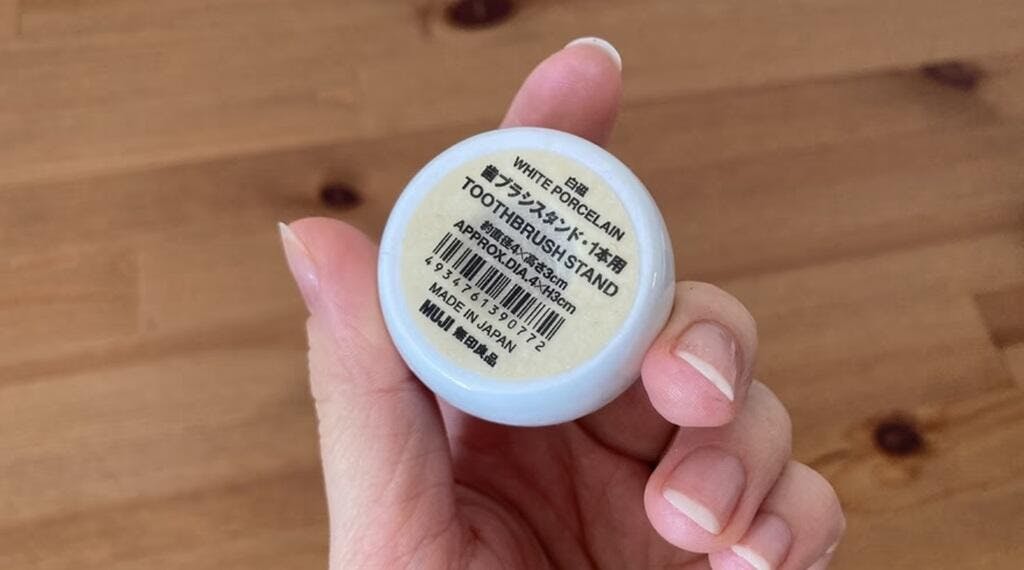 白磁
WHITE PORCELAIN
歯ブラシスタンド・1本用
TOOTHBRUSH STAND
約直径4×高さ3cm
APPROX.DIA.4×H3cm
4934761390772
MADE IN JAPAN
MUJI 無印良品